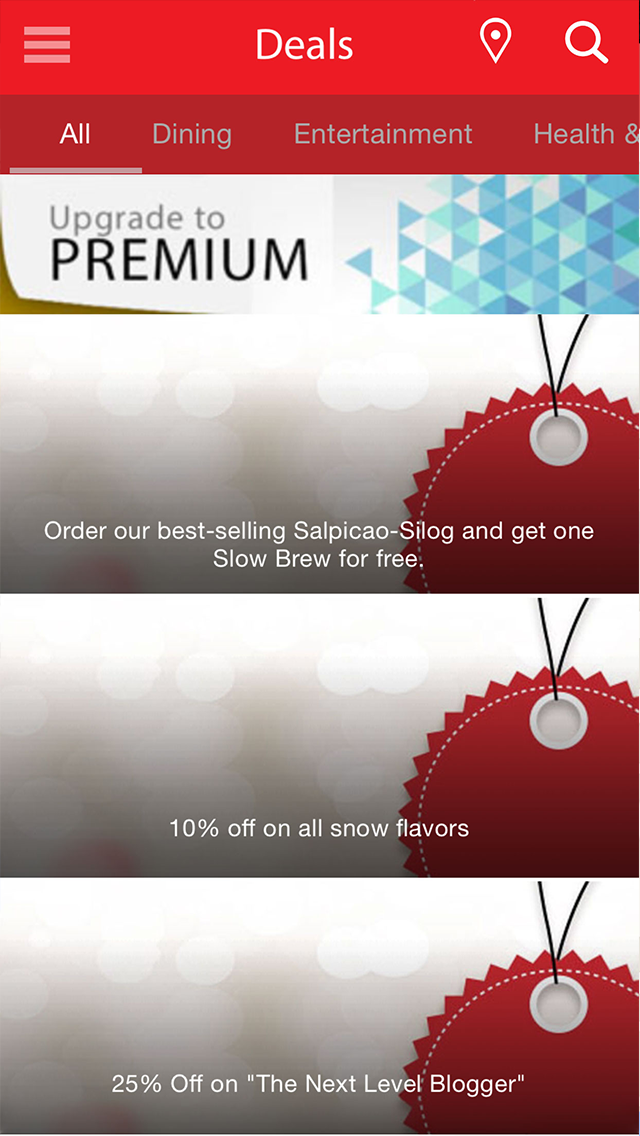 Deals
All Dining Entertainment Health &
Upgrade to
PREMIUM
Order our best-selling Salpicao-Silog and get one
Slow Brew for free.
10% off on all snow flavors
25% Off on "The Next Level Blogger"